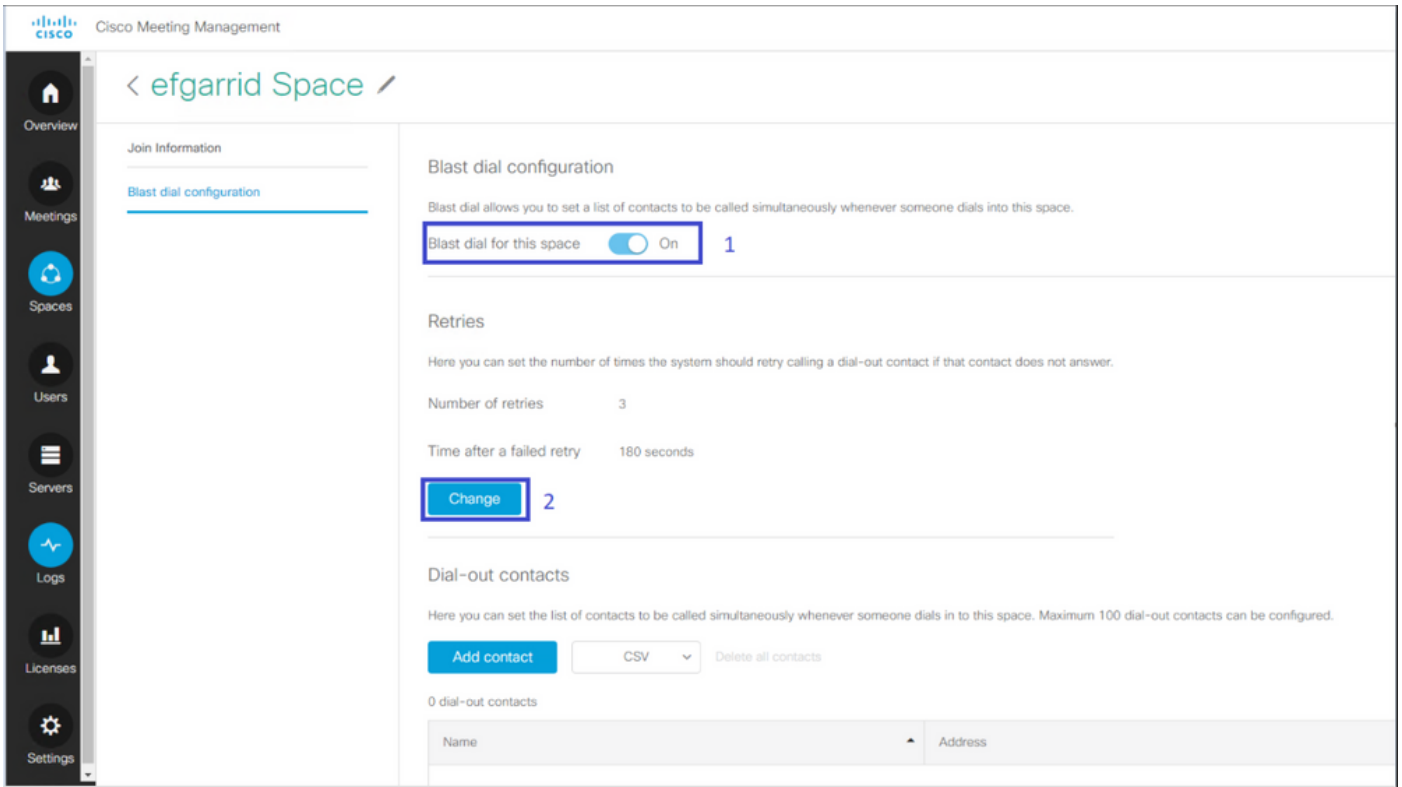 cisco Cisco Meeting Management
efgarrid Space
Overview
Meetings
Spaces
Users
Servers
Logs
Licenses
Settings
Join Information
Blast dial configuration
Blast dial configuration
Blast dial allows you to set a list of contacts to be called simultaneously whenever someone dials into this space.
Blast dial for this space On 1
Retries
Here you can set the number of times the system should retry calling a dial-out contact if that contact does not answer.
Number of retries 3
Time after a failed retry 180 seconds
Change 2
Dial-out contacts
Here you can set the list of contacts to be called simultaneously whenever someone dials in to this space. Maximum 100 dial-out contacts can be configured.
Add contact CSV Delete all contacts
0 dial-out contacts
Name Address